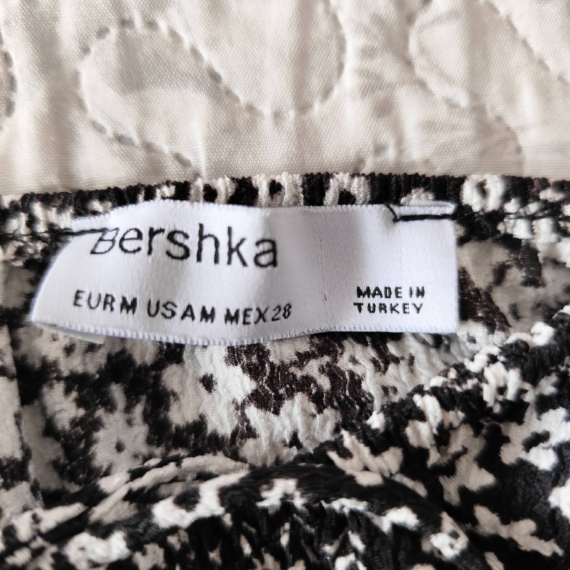 Bershka
EUR M USA M MEX 28
MADE IN
TURKEY